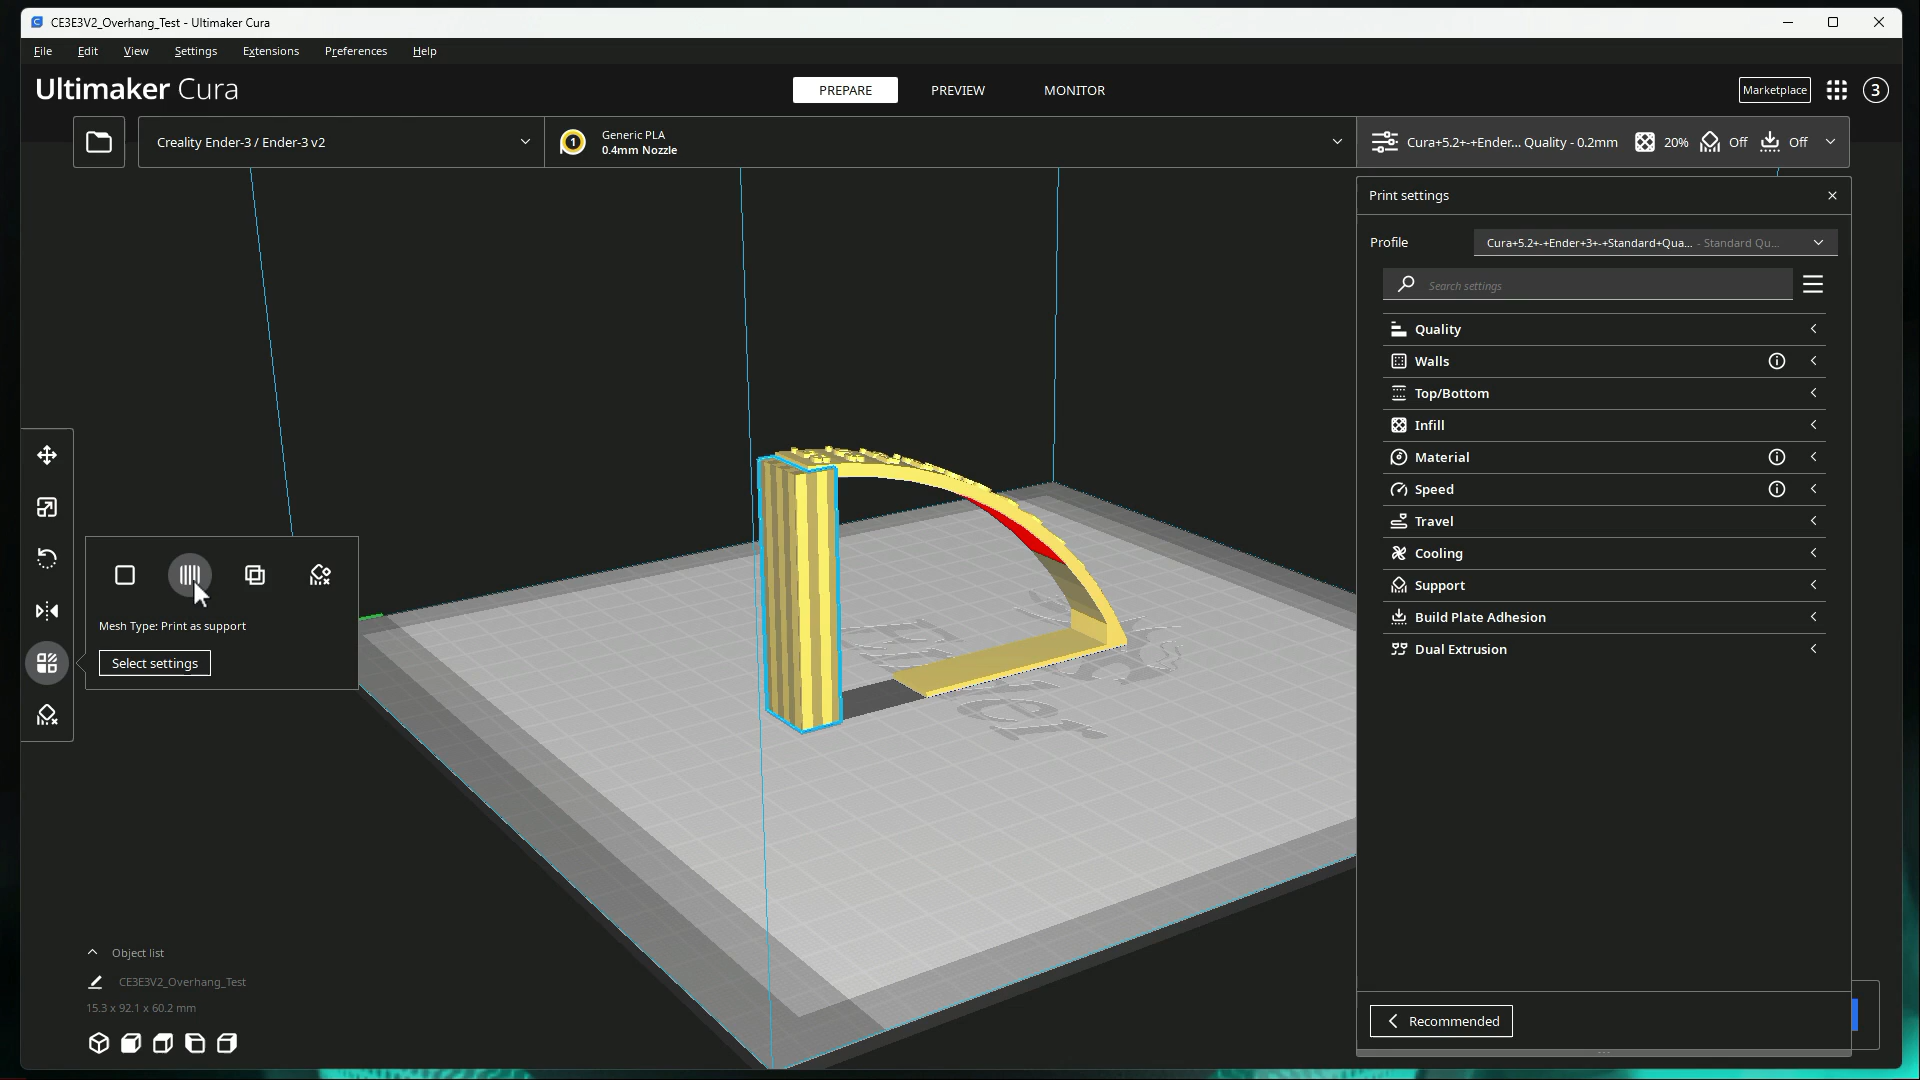 CE3E3V2_Overhang_Test - Ultimaker Cura
File Edit View Settings Extensions Preferences Help
Ultimaker Cura
PREPARE PREVIEW MONITOR
Marketplace
3
Creality Ender-3 / Ender-3 v2
1
Generic PLA
0.4mm Nozzle
Cura+5.2+-+Ender... Quality - 0.2mm 20% Off Off
Print settings
Profile
Cura+5.2+-+Ender+3+-+Standard+Qua... - Standard Qu...
Search settings
Quality
Walls
Top/Bottom
Infill
Material
Speed
Travel
Cooling
Support
Build Plate Adhesion
Dual Extrusion
Mesh Type: Print as support
Select settings
Object list
CE3E3V2_Overhang_Test
15.3 x 92.1 x 60.2 mm
Recommended